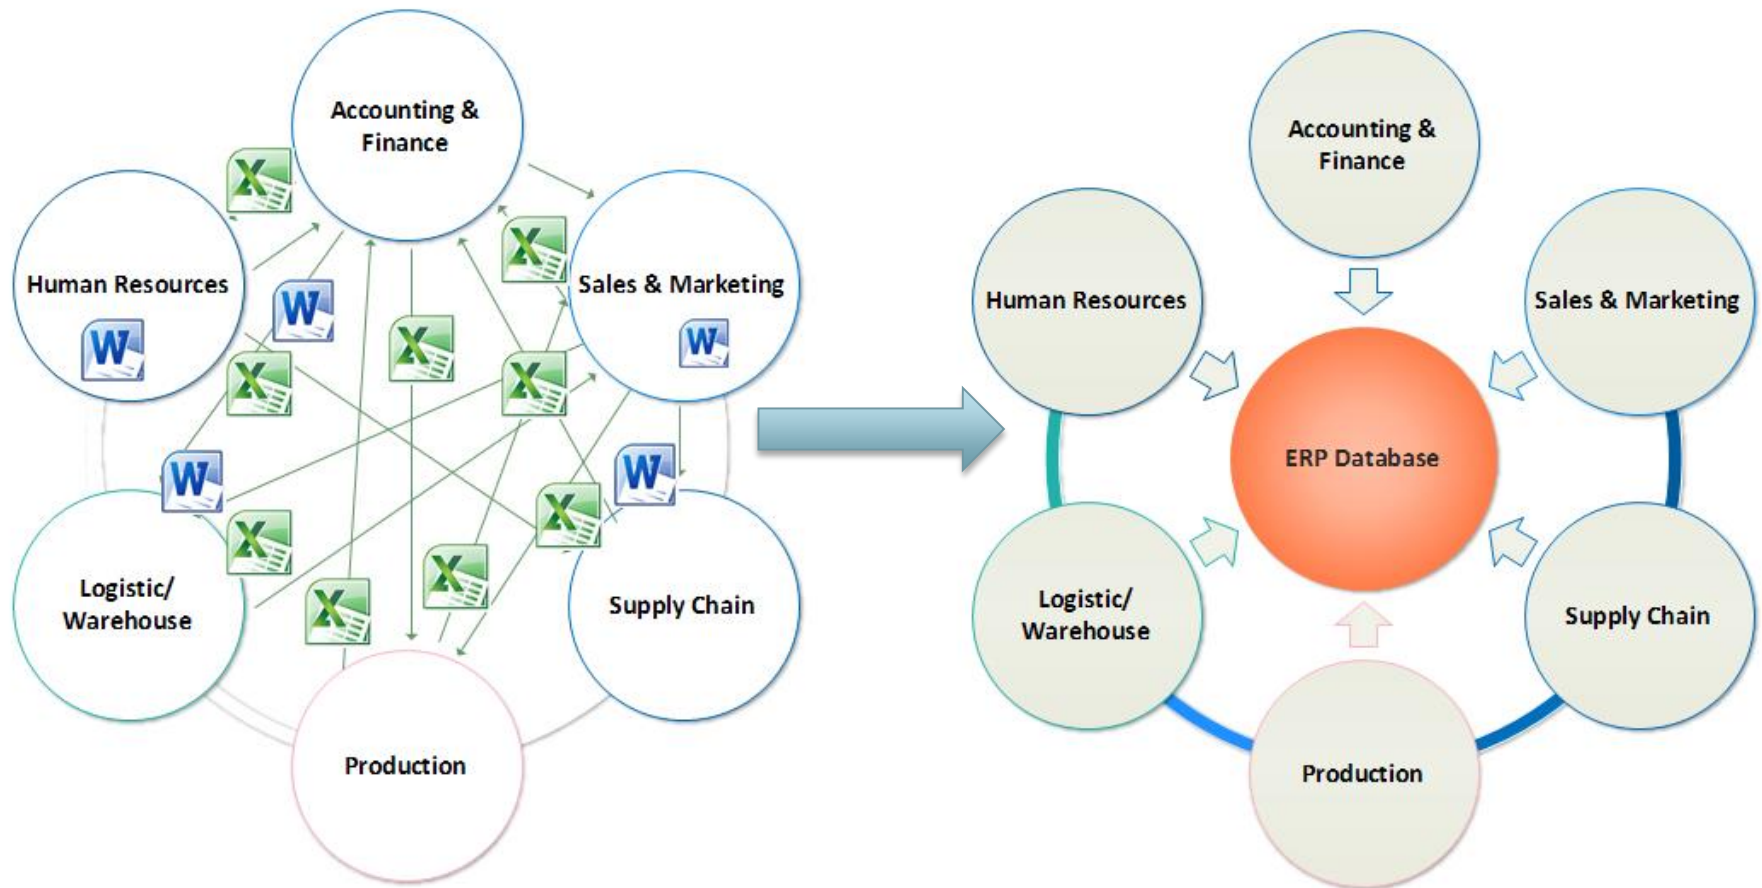 Accounting &
Finance
Human Resources
Sales & Marketing
Logistic/
Warehouse
Supply Chain
Production
Accounting &
Finance
Human Resources
Sales & Marketing
ERP Database
Logistic/
Warehouse
Supply Chain
Production
X
X
X
X
X
X
X
X
X
W
W
W
W
W